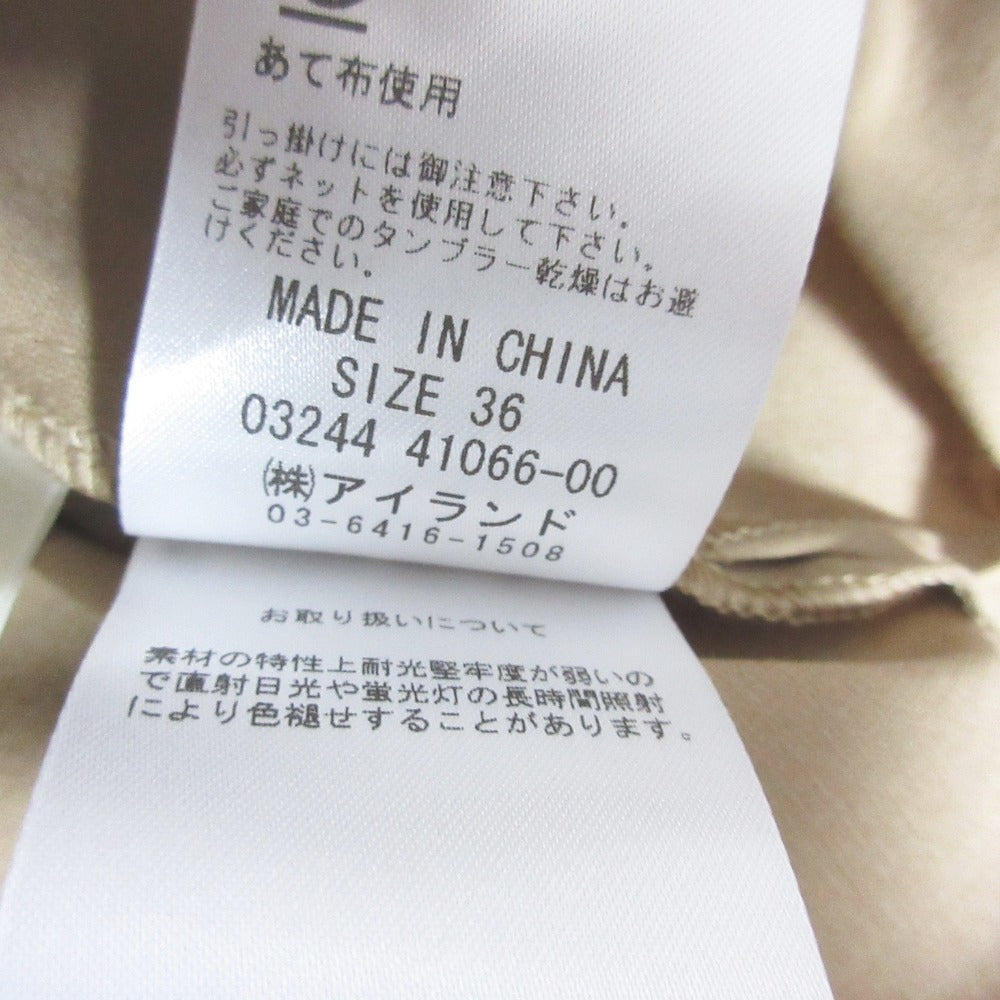 あて布使用
引っ掛けには御注意下さい。
必ずネットを使用して下さい。
ご家庭でのタンブラー乾燥はお避
けください。
MADE IN CHINA
SIZE 36
03244 41066-00
㈱アイランド
03-6416-1508
お取り扱いについて
素材の特性上耐光堅牢度が弱いの
で直射日光や蛍光灯の長時間照射
により色褪せすることがあります。